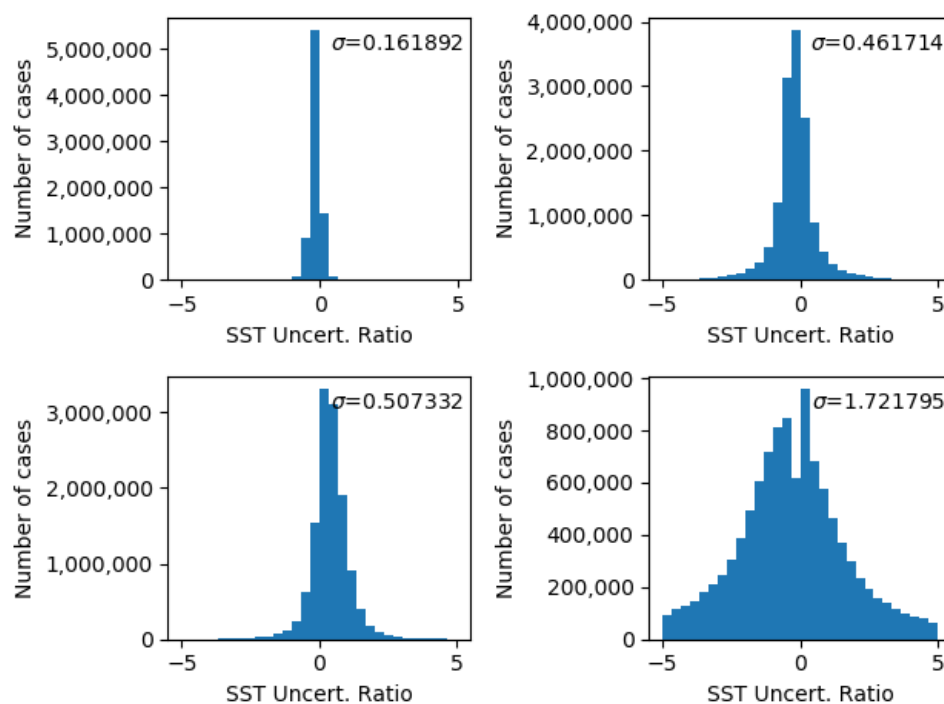 σ=0.161892
5,000,000
4,000,000
3,000,000
2,000,000
1,000,000
0
Number of cases
−5 0 5
SST Uncert. Ratio
σ=0.461714
4,000,000
3,000,000
2,000,000
1,000,000
0
Number of cases
−5 0 5
SST Uncert. Ratio
σ=0.507332
3,000,000
2,000,000
1,000,000
0
Number of cases
−5 0 5
SST Uncert. Ratio
σ=1.721795
1,000,000
800,000
600,000
400,000
200,000
0
Number of cases
−5 0 5
SST Uncert. Ratio